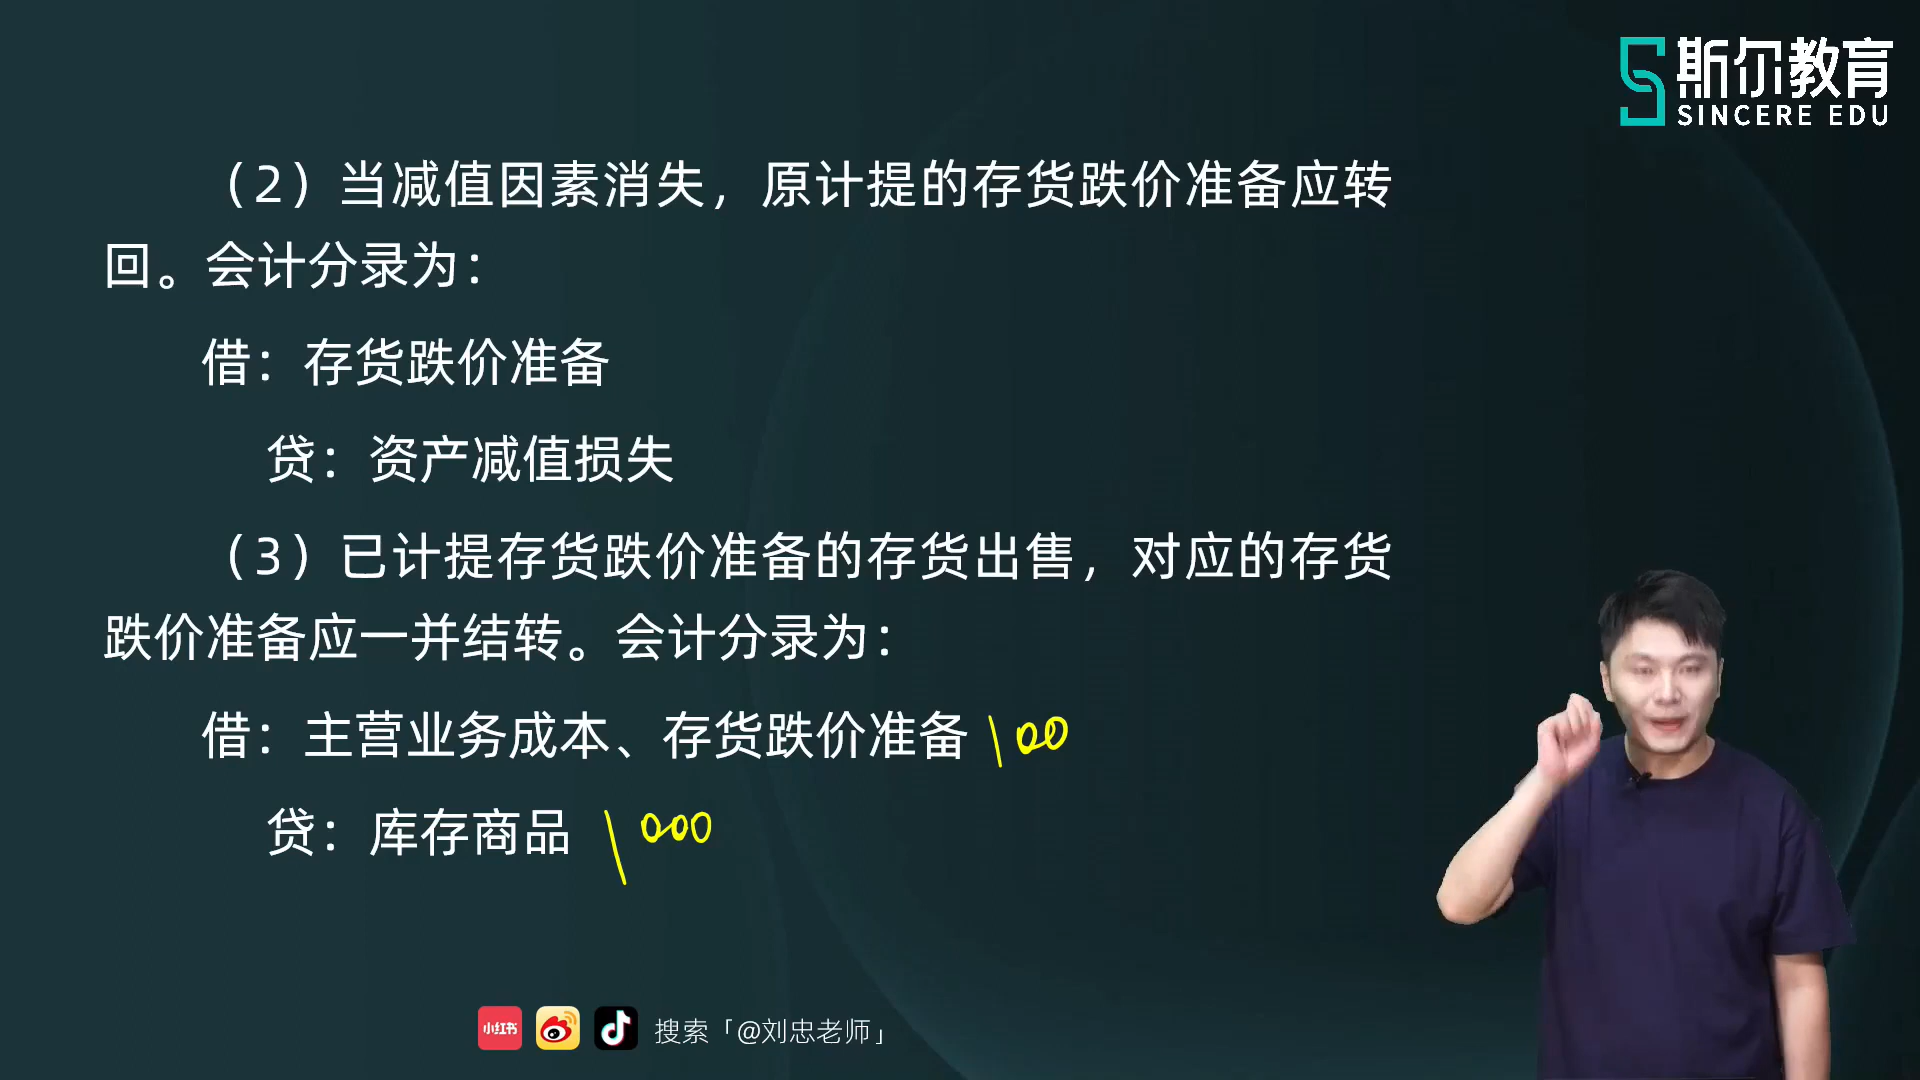 斯尔教育
SINCERE EDU
（2）当减值因素消失，原计提的存货跌价准备应转
回。会计分录为：
借：存货跌价准备
贷：资产减值损失
（3）已计提存货跌价准备的存货出售，对应的存货
跌价准备应一并结转。会计分录为：
借：主营业务成本、存货跌价准备 100
贷：库存商品 1000
小红书 搜索「@刘忠老师」